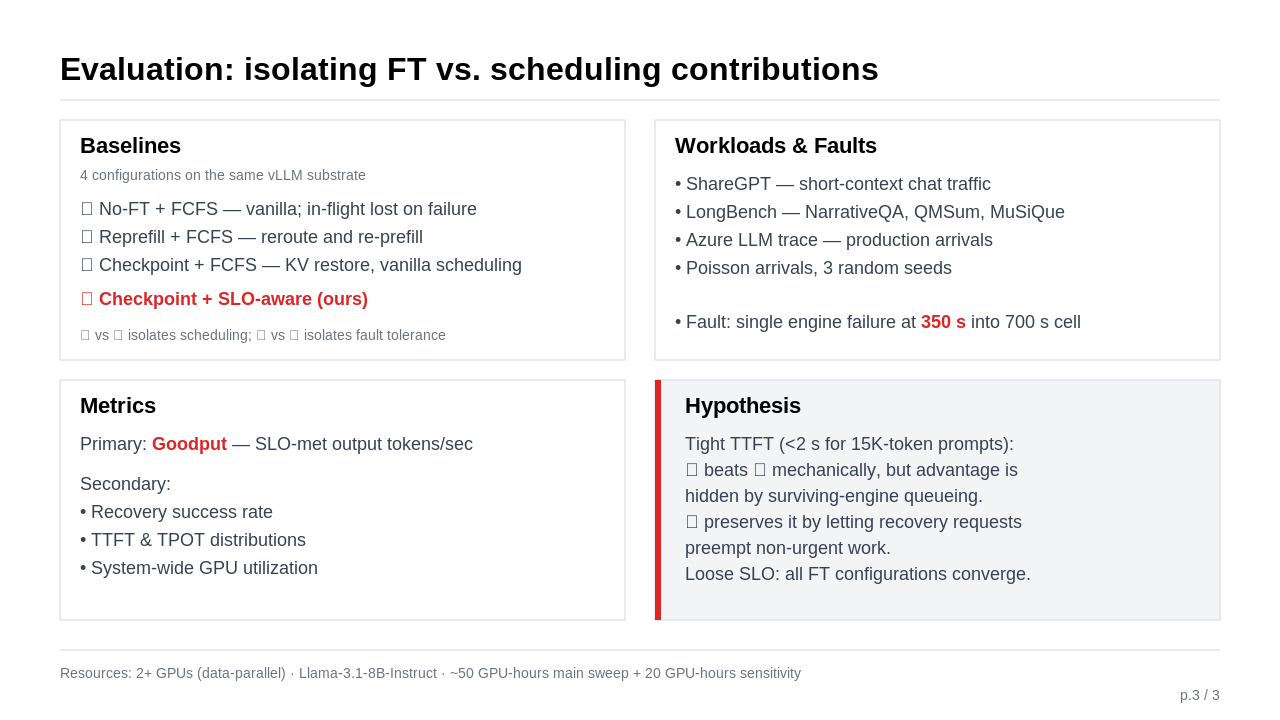 Evaluation: isolating FT vs. scheduling contributions
Baselines
4 configurations on the same vLLM substrate
No-FT + FCFS — vanilla; in-flight lost on failure
Reprefill + FCFS — reroute and re-prefill
Checkpoint + FCFS — KV restore, vanilla scheduling
Checkpoint + SLO-aware (ours)
vs isolates scheduling; vs isolates fault tolerance
Workloads & Faults
• ShareGPT — short-context chat traffic
• LongBench — NarrativeQA, QMSum, MuSiQue
• Azure LLM trace — production arrivals
• Poisson arrivals, 3 random seeds
• Fault: single engine failure at 350 s into 700 s cell
Metrics
Primary: Goodput — SLO-met output tokens/sec
Secondary:
• Recovery success rate
• TTFT & TPOT distributions
• System-wide GPU utilization
Hypothesis
Tight TTFT (<2 s for 15K-token prompts):
beats mechanically, but advantage is
hidden by surviving-engine queueing.
preserves it by letting recovery requests
preempt non-urgent work.
Loose SLO: all FT configurations converge.
Resources: 2+ GPUs (data-parallel) · Llama-3.1-8B-Instruct · ~50 GPU-hours main sweep + 20 GPU-hours sensitivity
p.3 / 3